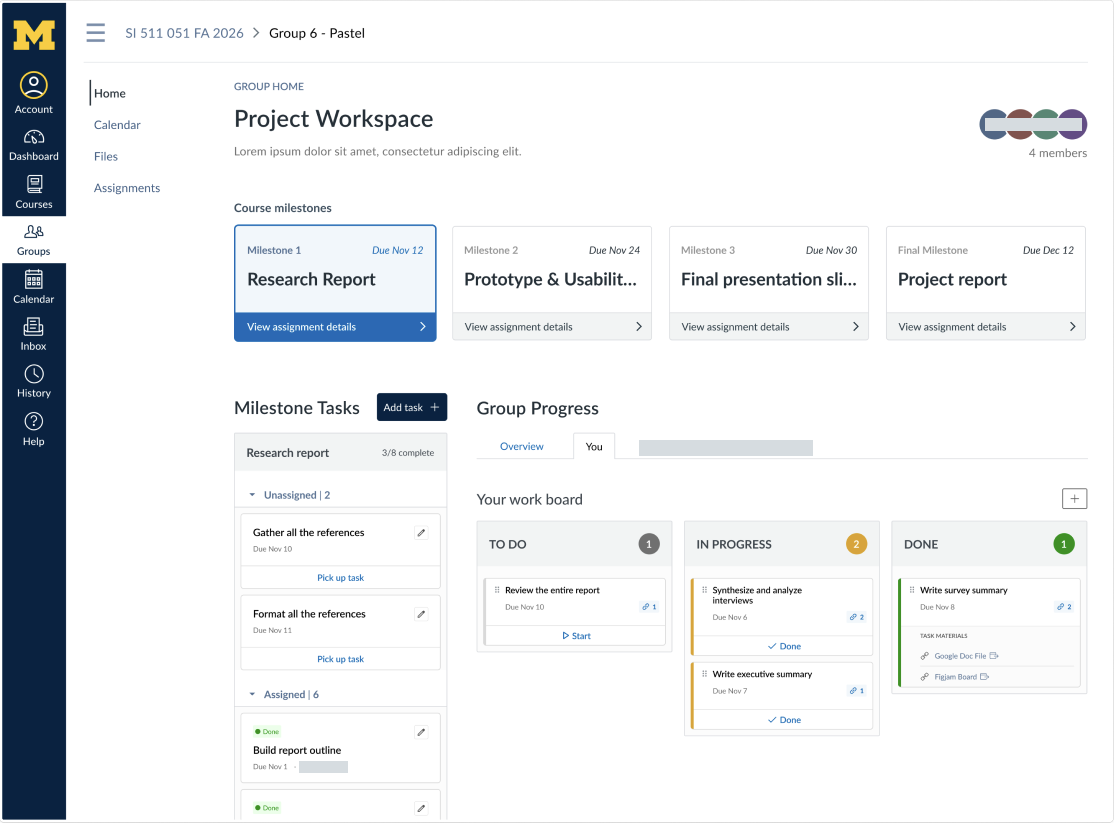 M
SI 511 051 FA 2026 > Group 6 - Pastel
Account
Dashboard
Courses
Groups
Calendar
Inbox
History
Help
Home
Calendar
Files
Assignments
GROUP HOME
Project Workspace
Lorem ipsum dolor sit amet, consectetur adipiscing elit.
4 members
Course milestones
Milestone 1 Due Nov 12
Research Report
View assignment details
Milestone 2 Due Nov 24
Prototype & Usabilit...
View assignment details
Milestone 3 Due Nov 30
Final presentation sli...
View assignment details
Final Milestone Due Dec 12
Project report
View assignment details
Milestone Tasks
Add task +
Research report 3/8 complete
Unassigned | 2
Gather all the references
Due Nov 10
Pick up task
Format all the references
Due Nov 11
Pick up task
Assigned | 6
Done
Build report outline
Due Nov 1 ·
Done
Group Progress
Overview You
Your work board
+
TO DO 1
Review the entire report
Due Nov 10 1
Start
IN PROGRESS 2
Synthesize and analyze
interviews
Due Nov 6 2
Done
Write executive summary
Due Nov 7 1
Done
DONE 1
Write survey summary
Due Nov 8 2
TASK MATERIALS
Google Doc File
Figjam Board